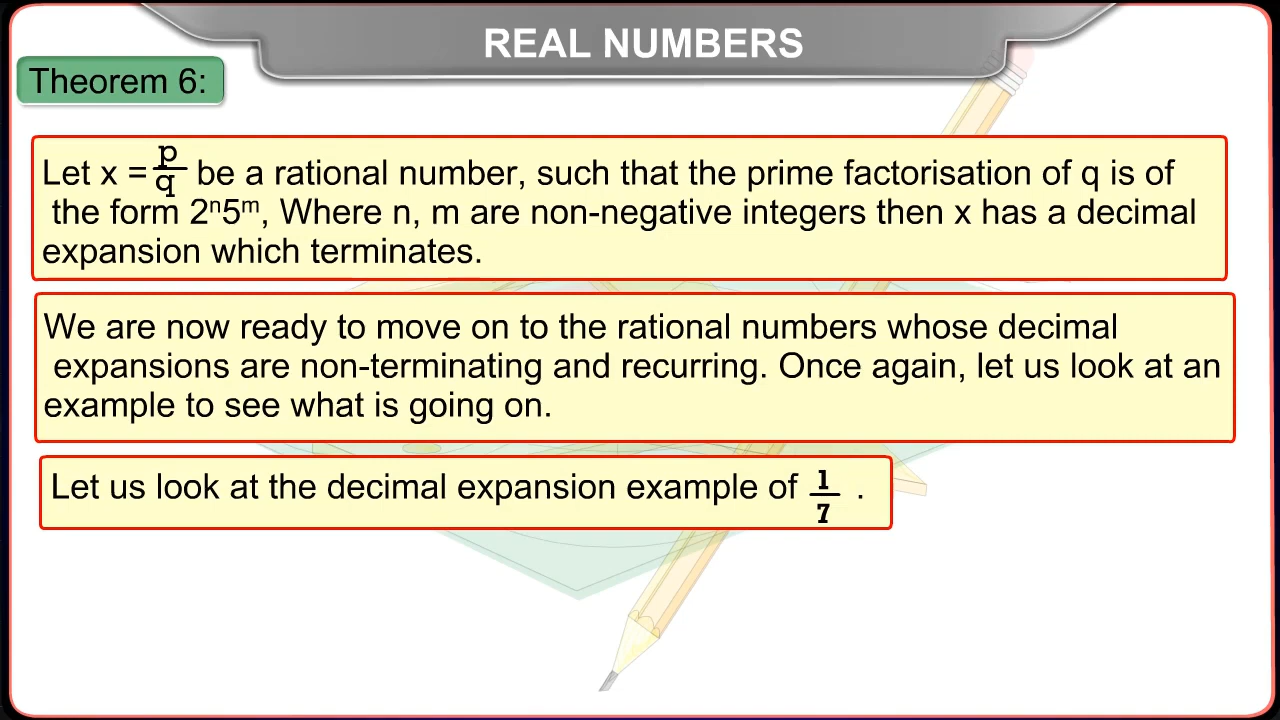 REAL NUMBERS
Theorem 6:
Let x = p/q be a rational number, such that the prime factorisation of q is of
the form 2ⁿ5ᵐ, Where n, m are non-negative integers then x has a decimal
expansion which terminates.
We are now ready to move on to the rational numbers whose decimal
expansions are non-terminating and recurring. Once again, let us look at an
example to see what is going on.
Let us look at the decimal expansion example of 1/7 .